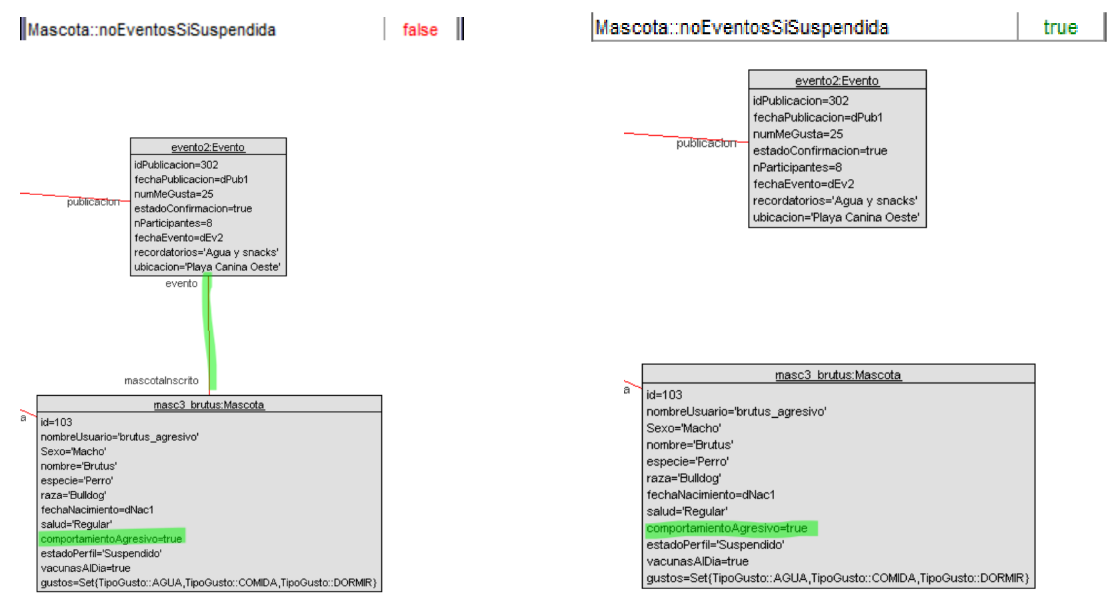 Mascota::noEventosSiSuspendida false
evento2:Evento
idPublicacion=302
fechaPublicacion=dPub1
numMeGusta=25
estadoConfirmacion=true
nParticipantes=8
fechaEvento=dEv2
recordatorios='Agua y snacks'
ubicacion='Playa Canina Oeste'
publicacion
evento
mascotaInscrito
a
masc3_brutus:Mascota
id=103
nombreUsuario='brutus_agresivo'
Sexo='Macho'
nombre='Brutus'
especie='Perro'
raza='Bulldog'
fechaNacimiento=dNac1
salud='Regular'
comportamientoAgresivo=true
estadoPerfil='Suspendido'
vacunasAlDia=true
gustos=Set{TipoGusto::AGUA,TipoGusto::COMIDA,TipoGusto::DORMIR}
Mascota::noEventosSiSuspendida true
evento2:Evento
idPublicacion=302
fechaPublicacion=dPub1
numMeGusta=25
estadoConfirmacion=true
nParticipantes=8
fechaEvento=dEv2
recordatorios='Agua y snacks'
ubicacion='Playa Canina Oeste'
publicacion
a
masc3_brutus:Mascota
id=103
nombreUsuario='brutus_agresivo'
Sexo='Macho'
nombre='Brutus'
especie='Perro'
raza='Bulldog'
fechaNacimiento=dNac1
salud='Regular'
comportamientoAgresivo=true
estadoPerfil='Suspendido'
vacunasAlDia=true
gustos=Set{TipoGusto::AGUA,TipoGusto::COMIDA,TipoGusto::DORMIR}